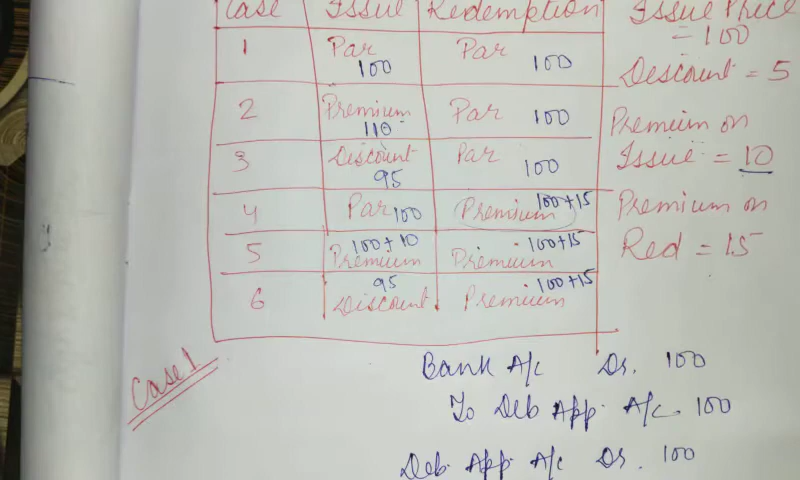 Case Issue Redemption
1 Par 100 Par 100
2 Premium 110 Par 100
3 Discount 95 Par 100
4 Par 100 Premium 100+15
5 100+10 Premium 100+15 Premium
6 95 Discount 100+15 Premium
Issue Price
= 100
Discount = 5
Premium on
Issue = 10
Premium on
Red = 15
Case 1
Bank A/c Dr. 100
To Deb App. A/c 100
Deb. App A/c Dr. 100